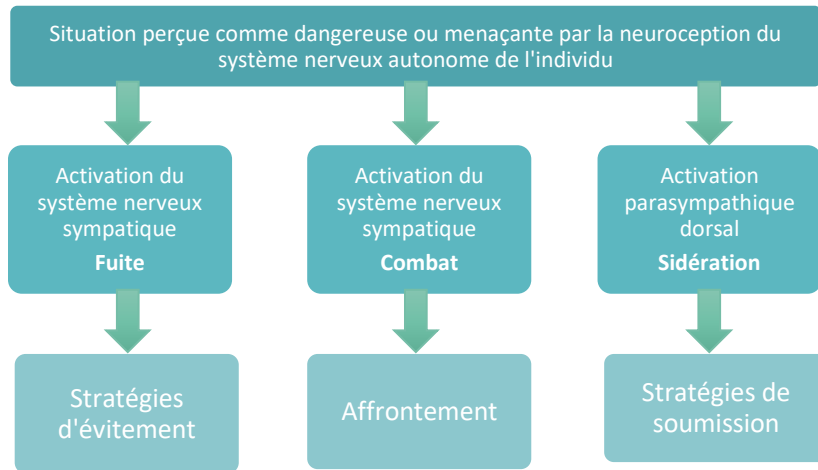 Situation perçue comme dangereuse ou menaçante par la neuroception du
système nerveux autonome de l'individu
Activation du
système nerveux
sympatique
Fuite
Activation du
système nerveux
sympatique
Combat
Activation
parasympathique
dorsal
Sidération
Stratégies
d'évitement
Affrontement
Stratégies de
soumission